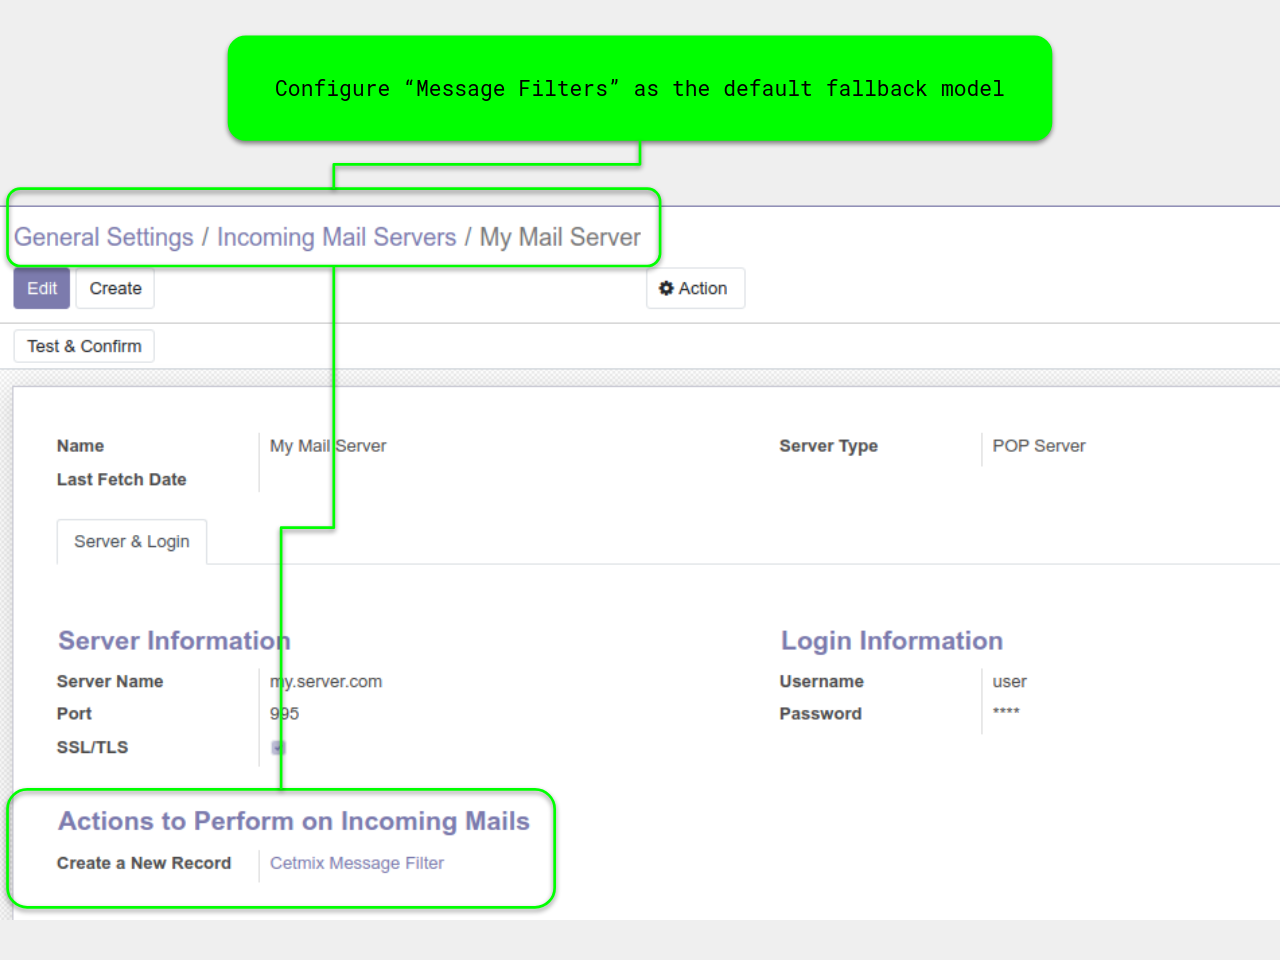 Configure “Message Filters” as the default fallback model
General Settings / Incoming Mail Servers / My Mail Server
Edit
Create
Action
Test & Confirm
Name
My Mail Server
Server Type
POP Server
Last Fetch Date
Server & Login
Server Information
Login Information
Server Name
my.server.com
Username
user
Port
995
Password
****
SSL/TLS
Actions to Perform on Incoming Mails
Create a New Record
Cetmix Message Filter